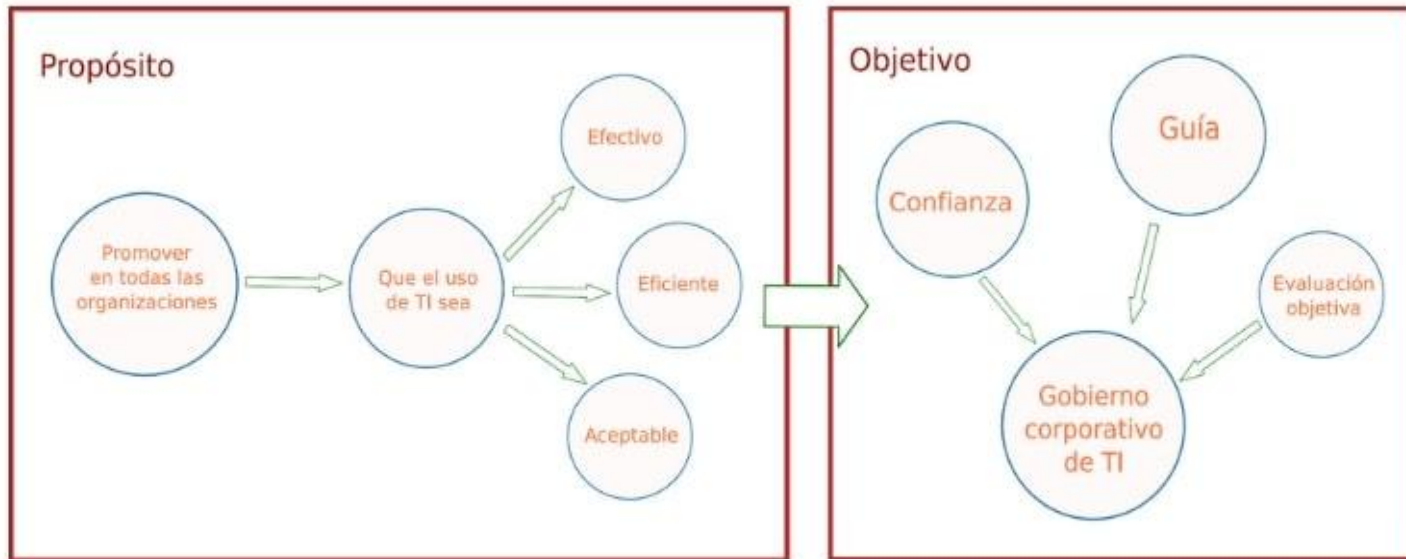 Propósito
Promover
en todas las
organizaciones
Que el uso
de TI sea
Efectivo
Eficiente
Aceptable
Objetivo
Confianza
Guía
Evaluación
objetiva
Gobierno
corporativo
de TI